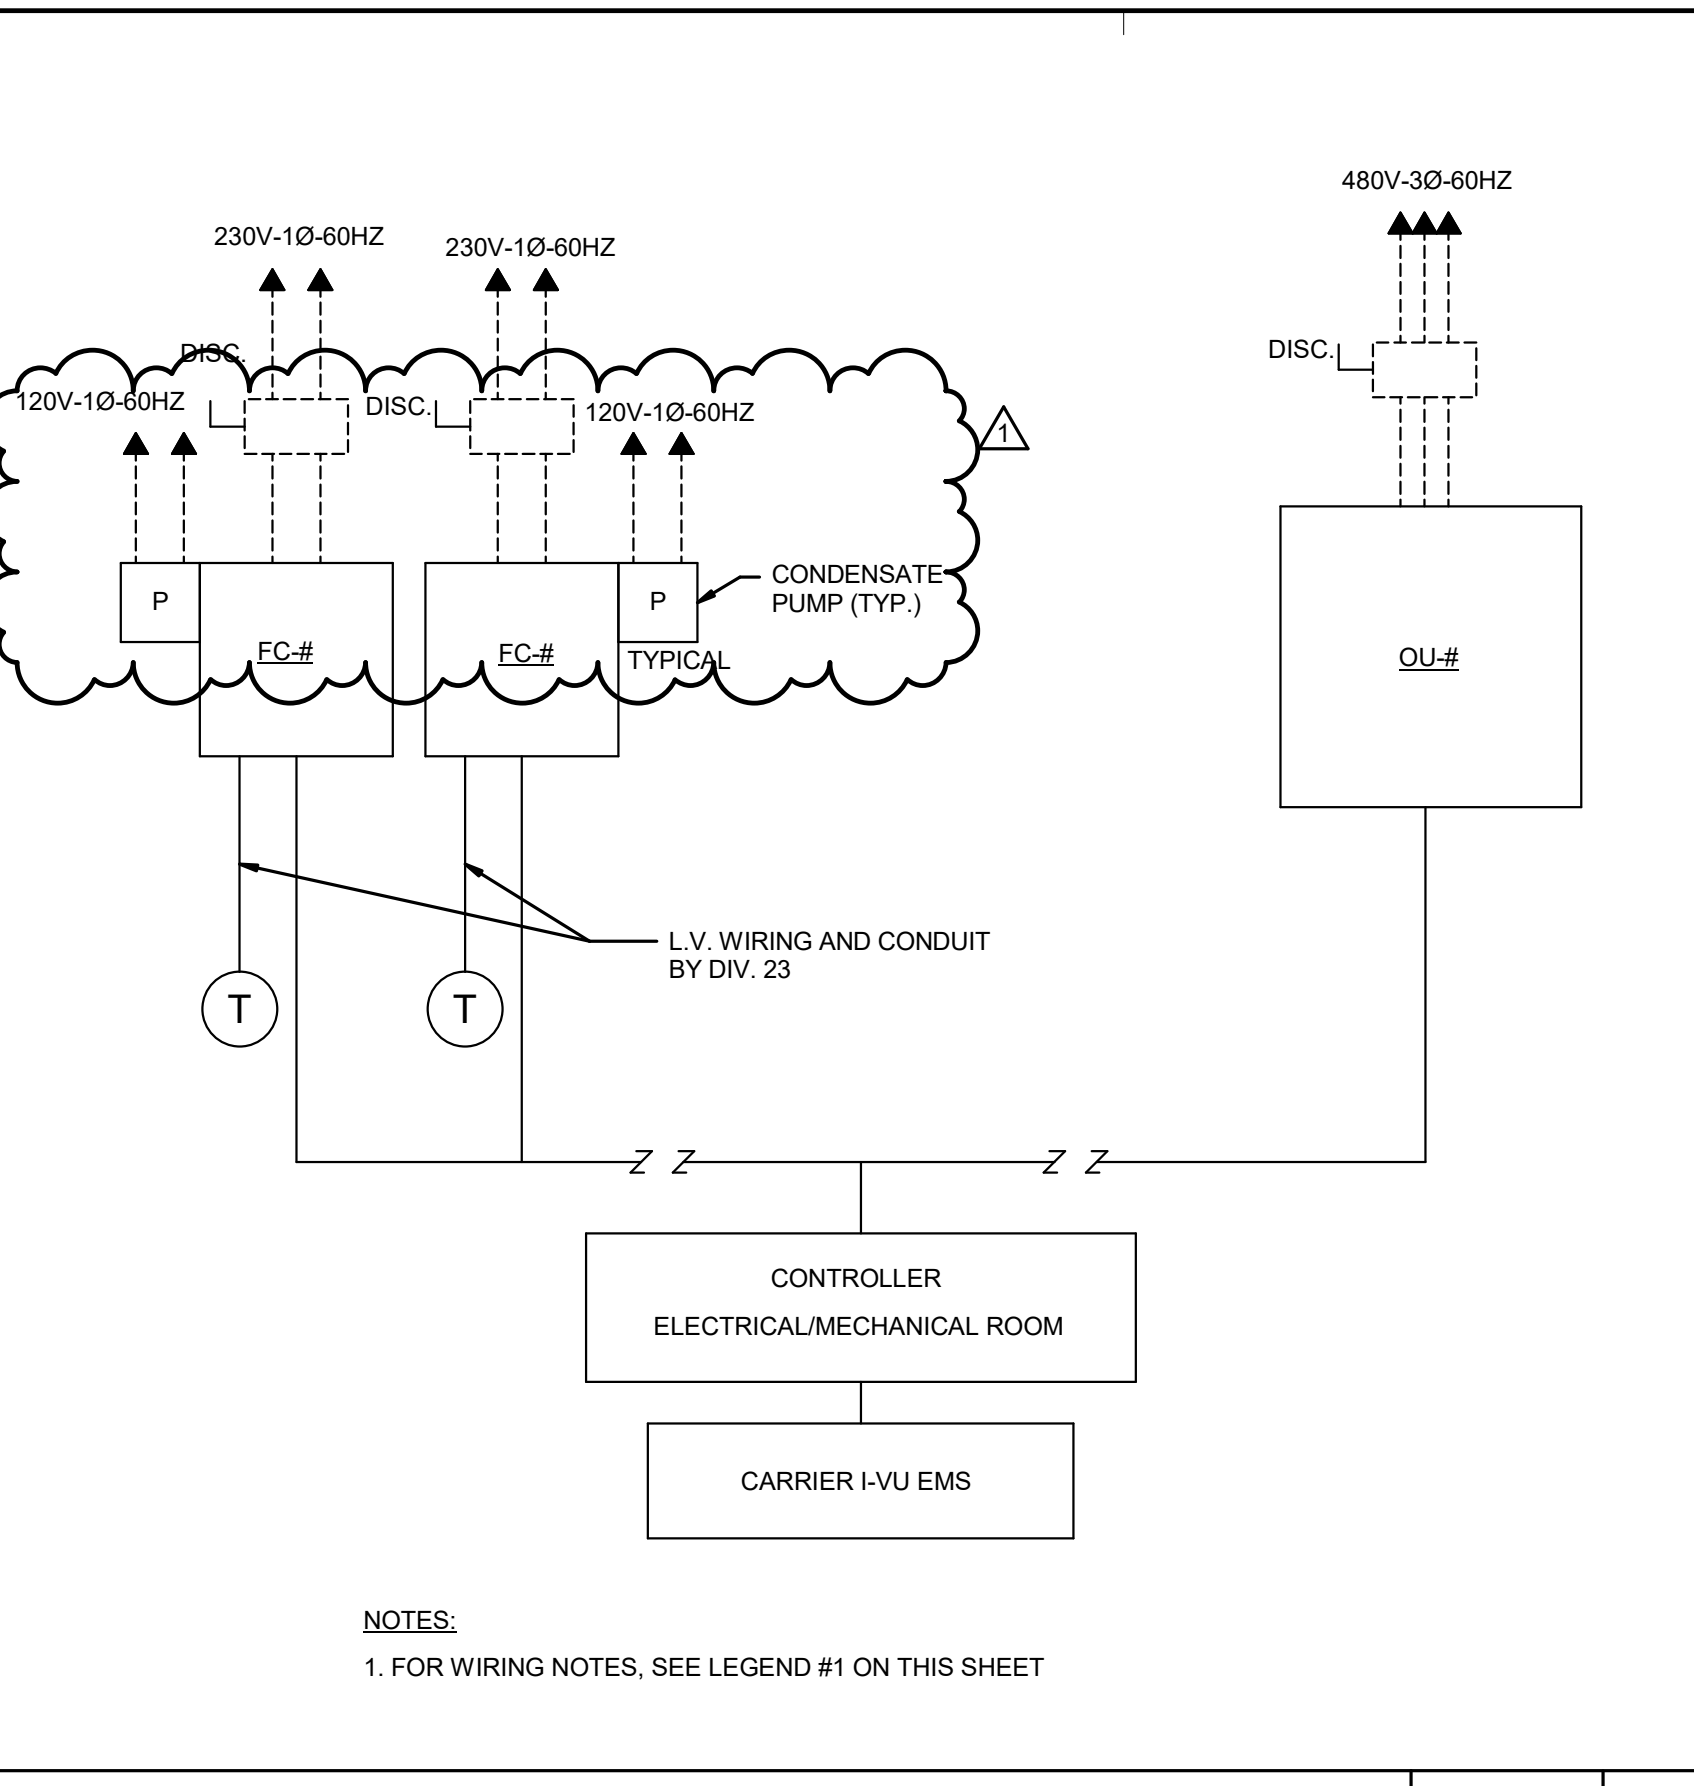 480V-3Ø-60HZ
230V-1Ø-60HZ
230V-1Ø-60HZ
DISC.
DISC.
120V-1Ø-60HZ
DISC.
120V-1Ø-60HZ
1
P
P
CONDENSATE
PUMP (TYP.)
FC-#
FC-#
TYPICAL
OU-#
L.V. WIRING AND CONDUIT
BY DIV. 23
T
T
CONTROLLER
ELECTRICAL/MECHANICAL ROOM
CARRIER I-VU EMS
NOTES:
1. FOR WIRING NOTES, SEE LEGEND #1 ON THIS SHEET